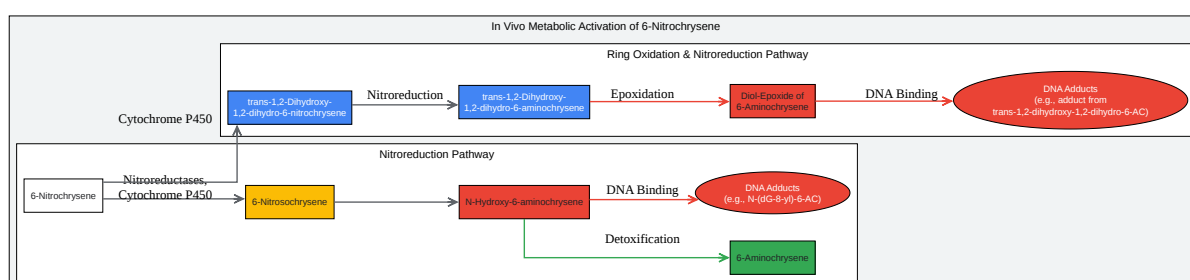 In Vivo Metabolic Activation of 6-Nitrochrysene
Ring Oxidation & Nitroreduction Pathway
trans-1,2-Dihydroxy-
1,2-dihydro-6-nitrochrysene
Nitroreduction
trans-1,2-Dihydroxy-
1,2-dihydro-6-aminochrysene
Epoxidation
Diol-Epoxide of
6-Aminochrysene
DNA Binding
DNA Adducts
(e.g., adduct from
trans-1,2-dihydroxy-1,2-dihydro-6-AC)
Cytochrome P450
Nitroreduction Pathway
6-Nitrochrysene
Nitroreductases,
Cytochrome P450
6-Nitrosochrysene
N-Hydroxy-6-aminochrysene
DNA Binding
DNA Adducts
(e.g., N-(dG-8-yl)-6-AC)
Detoxification
6-Aminochrysene